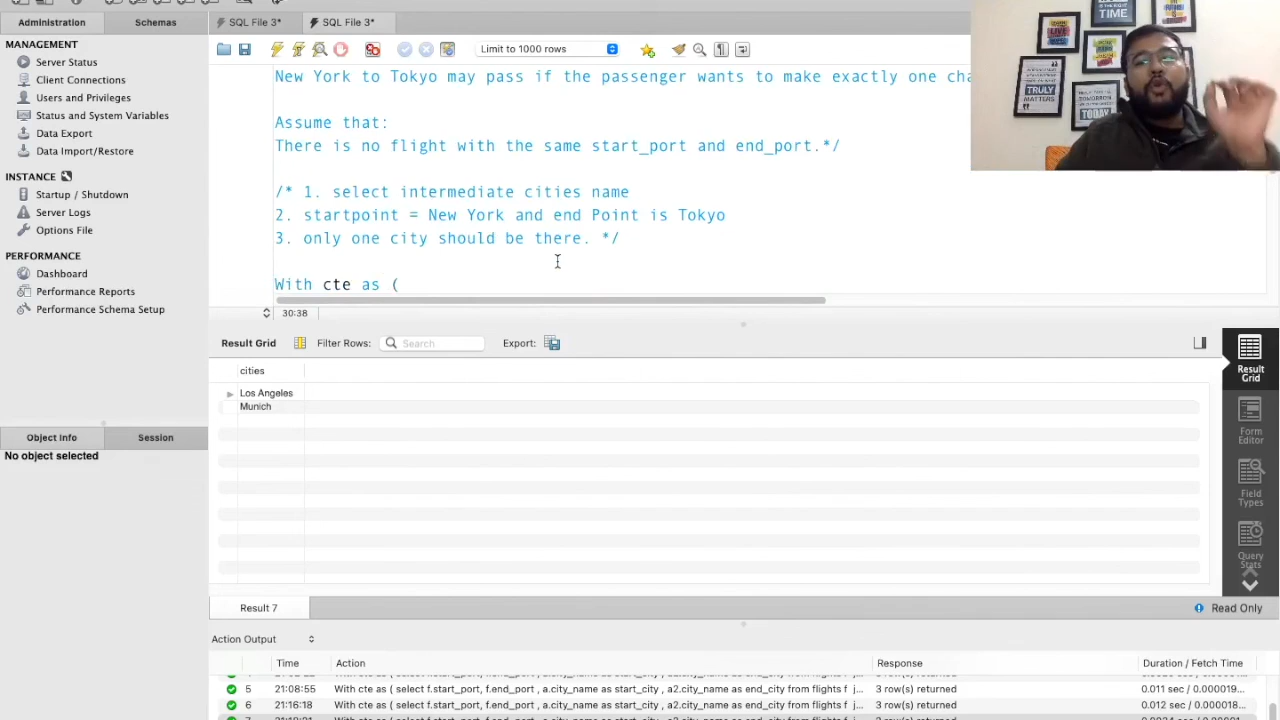 Administration
Schemas
SQL File 3*
SQL File 3*
MANAGEMENT
Server Status
Client Connections
Users and Privileges
Status and System Variables
Data Export
Data Import/Restore
INSTANCE
Startup / Shutdown
Server Logs
Options File
PERFORMANCE
Dashboard
Performance Reports
Performance Schema Setup
Object Info
Session
No object selected
Limit to 1000 rows
New York to Tokyo may pass if the passenger wants to make exactly one cha
Assume that:
There is no flight with the same start_port and end_port.*/
/* 1. select intermediate cities name
2. startpoint = New York and end Point is Tokyo
3. only one city should be there. */
With cte as (
30:38
TIME
TRULY
MATTERS
TODAY
Result Grid
Filter Rows:
Search
Export:
cities
Los Angeles
Munich
Result
Grid
Form
Editor
Field
Types
Query
Stats
Result 7
Read Only
Action Output
Time
Action
Response
Duration / Fetch Time
5
21:08:55
With cte as ( select f.start_port, f.end_port , a.city_name as start_city , a2.city_name as end_city from flights f j...
3 row(s) returned
0.011 sec / 0.000019...
6
21:16:18
With cte as ( select f.start_port, f.end_port , a.city_name as start_city , a2.city_name as end_city from flights f j...
3 row(s) returned
0.012 sec / 0.000006...